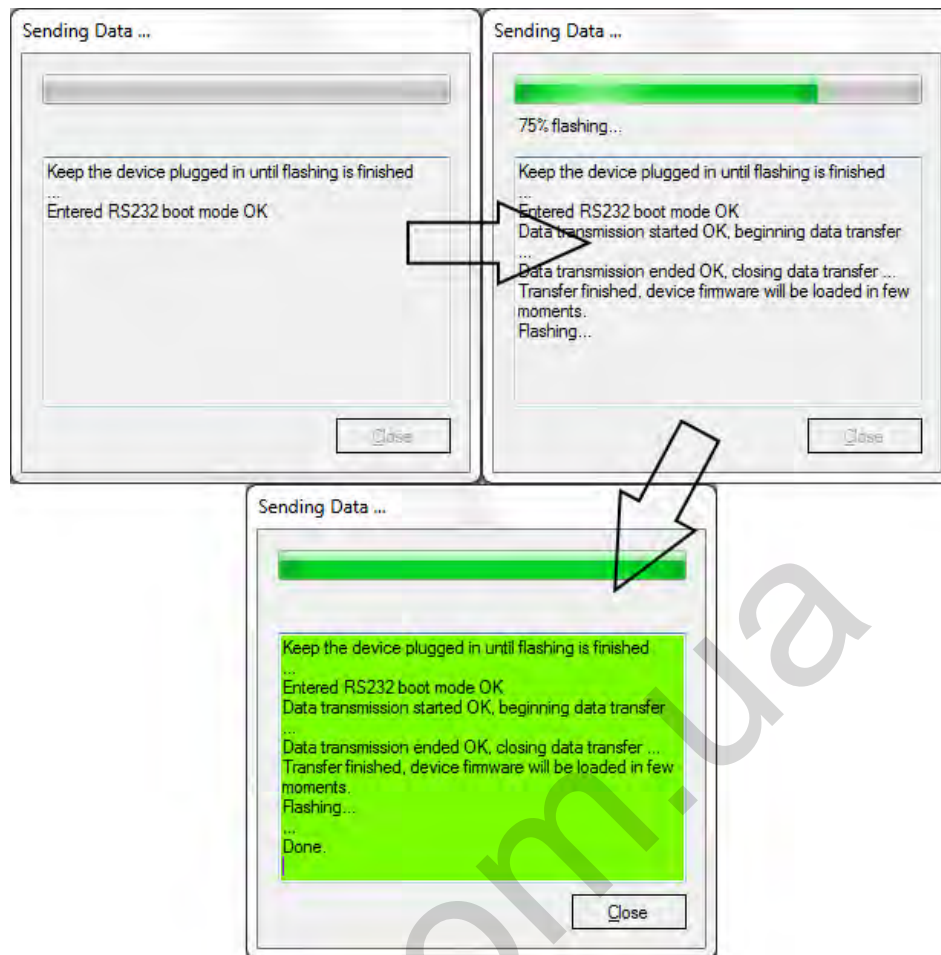 Sending Data ...
Keep the device plugged in until flashing is finished
...
Entered RS232 boot mode OK
Close
Sending Data ...
75% flashing...
Keep the device plugged in until flashing is finished
...
Entered RS232 boot mode OK
Data transmission started OK, beginning data transfer
...
Data transmission ended OK, closing data transfer ...
Transfer finished, device firmware will be loaded in few
moments.
Flashing...
Close
Sending Data ...
Keep the device plugged in until flashing is finished
...
Entered RS232 boot mode OK
Data transmission started OK, beginning data transfer
...
Data transmission ended OK, closing data transfer ...
Transfer finished, device firmware will be loaded in few
moments.
Flashing...
...
Done.
Close
om.ua